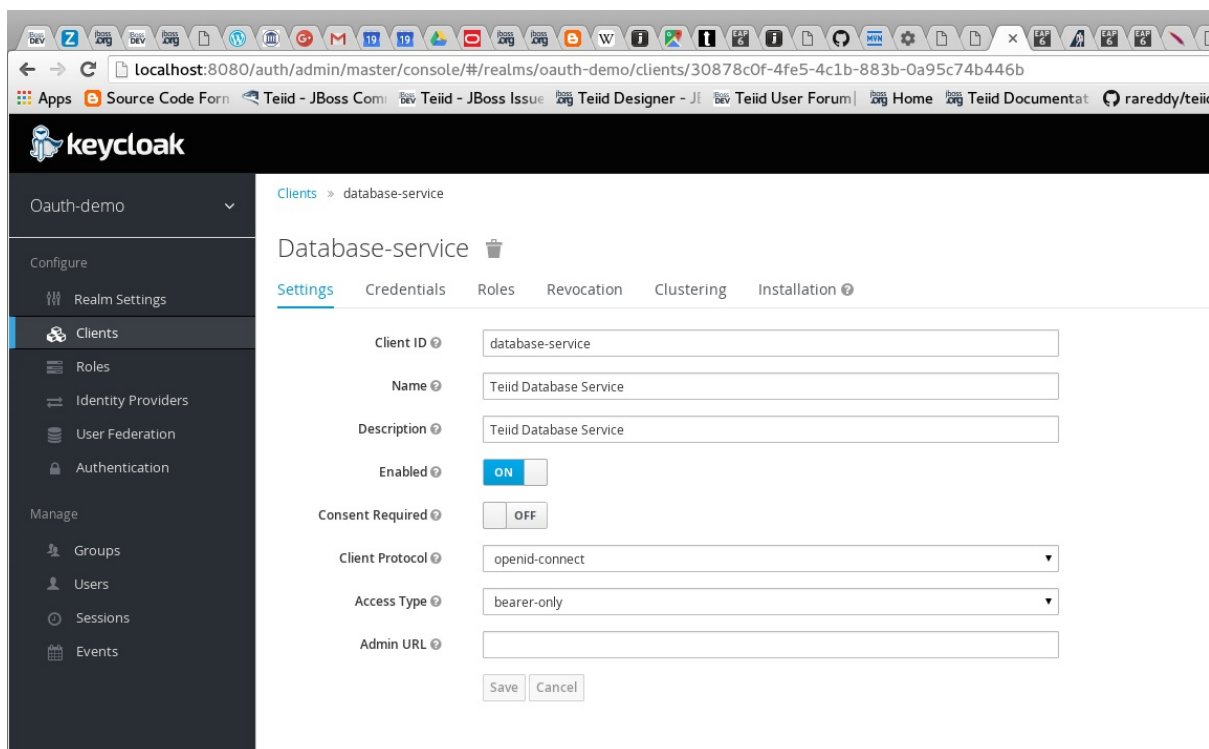 localhost:8080/auth/admin/master/console/#/realms/oauth-demo/clients/30878c0f-4fe5-4c1b-883b-0a95c74b446b
Apps Source Code Forn Teiid - JBoss Com Teiid - JBoss Issue Teiid Designer - JE Teiid User Forum| Home Teiid Documentat rareddy/teiid
keycloak
Oauth-demo
Clients » database-service
Database-service
Configure
Settings Credentials Roles Revocation Clustering Installation
Realm Settings
Clients
Roles
Identity Providers
User Federation
Authentication
Manage
Groups
Users
Sessions
Events
Client ID database-service
Name Teiid Database Service
Description Teiid Database Service
Enabled ON
Consent Required OFF
Client Protocol openid-connect
Access Type bearer-only
Admin URL
Save Cancel